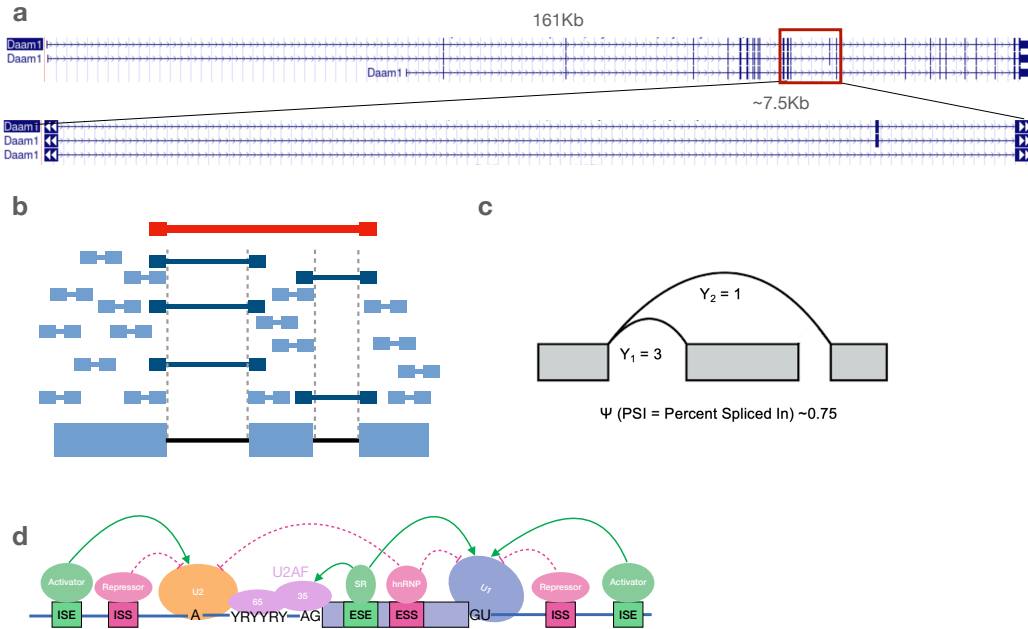 a
161Kb
Daam1
Daam1
Daam1
~7.5Kb
Daam1
Daam1
Daam1
b
c
Y2 = 1
Y1 = 3
Ψ (PSI = Percent Spliced In) ~0.75
d
Activator
Repressor
U2
U2AF
65
35
SR
hnRNP
U1
Repressor
Activator
ISE
ISS
A
YRYYRY
AG
ESE
ESS
GU
ISS
ISE